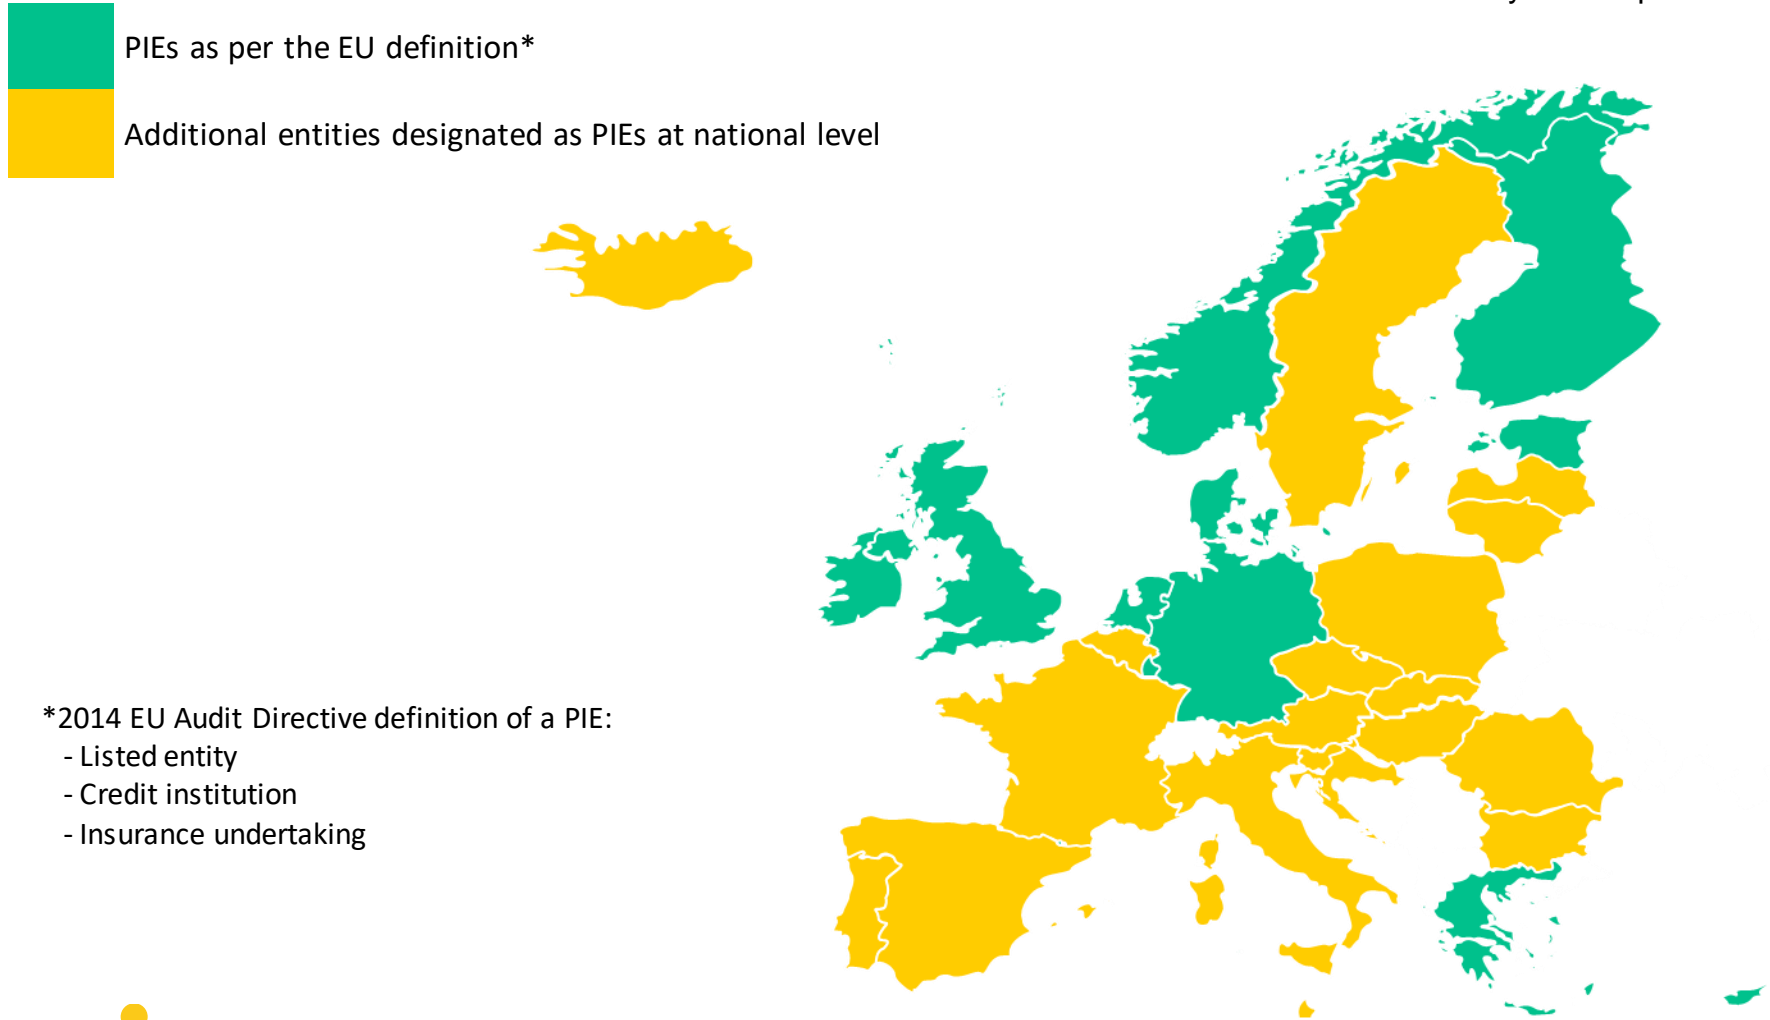 PIEs as per the EU definition*
Additional entities designated as PIEs at national level
*2014 EU Audit Directive definition of a PIE:
- Listed entity
- Credit institution
- Insurance undertaking